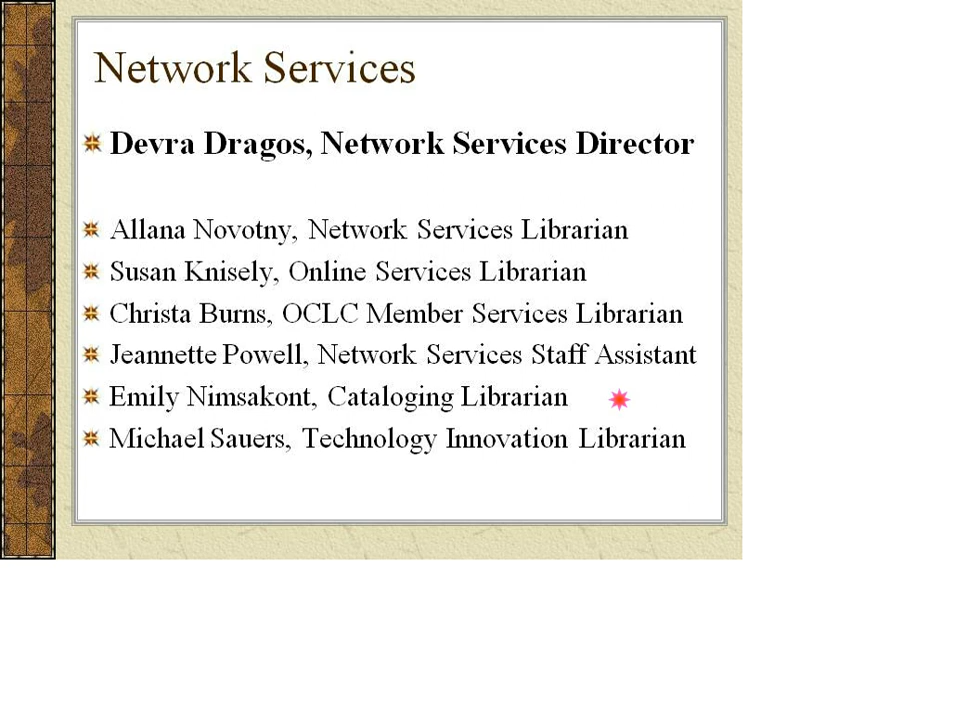 Network Services
Devra Dragos, Network Services Director
Allana Novotny, Network Services Librarian
Susan Knisely, Online Services Librarian
Christa Burns, OCLC Member Services Librarian
Jeannette Powell, Network Services Staff Assistant
Emily Nimsakont, Cataloging Librarian
Michael Sauers, Technology Innovation Librarian